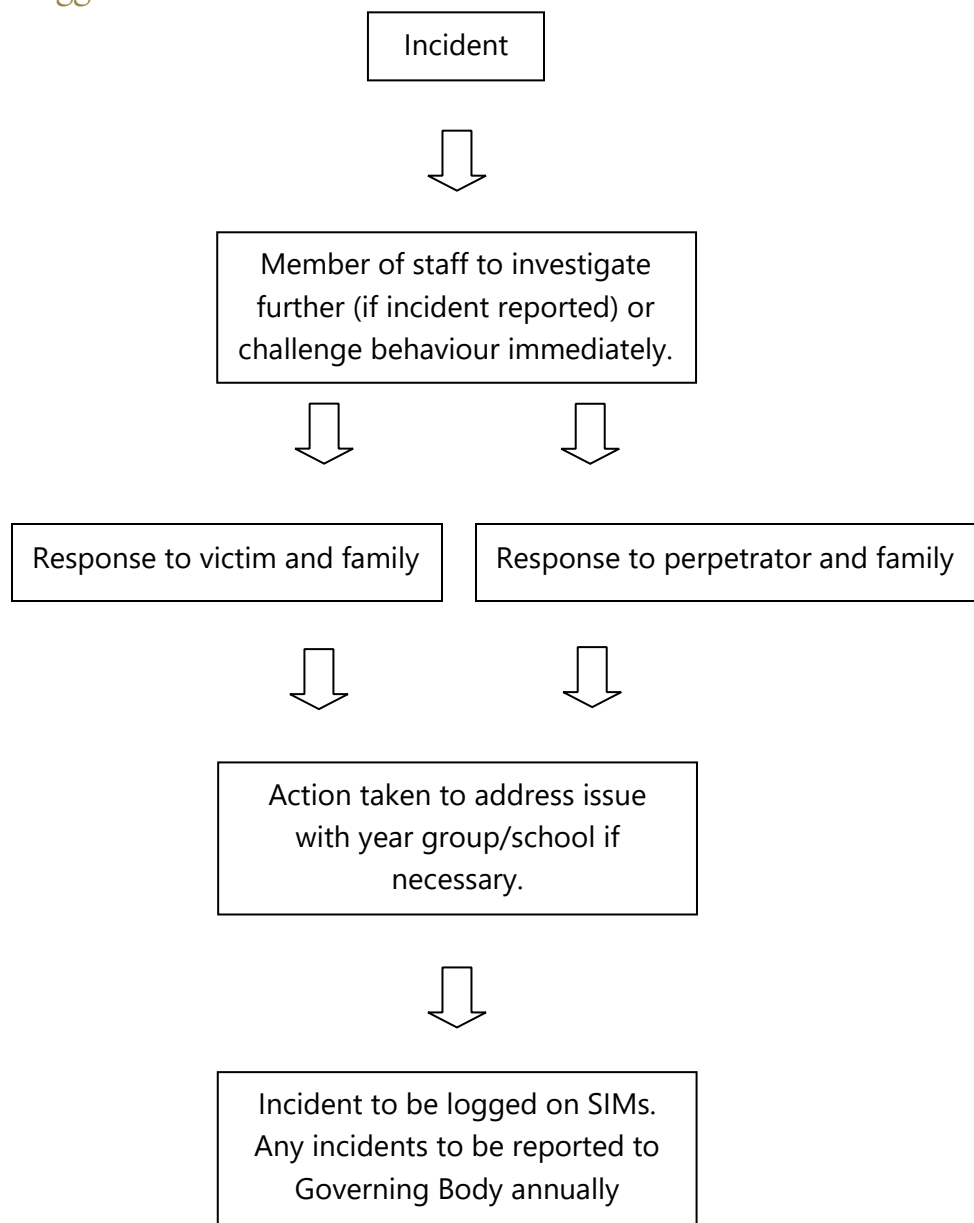 Incident
Member of staff to investigate
further (if incident reported) or
challenge behaviour immediately.
Response to victim and family
Response to perpetrator and family
Action taken to address issue
with year group/school if
necessary.
Incident to be logged on SIMs.
Any incidents to be reported to
Governing Body annually